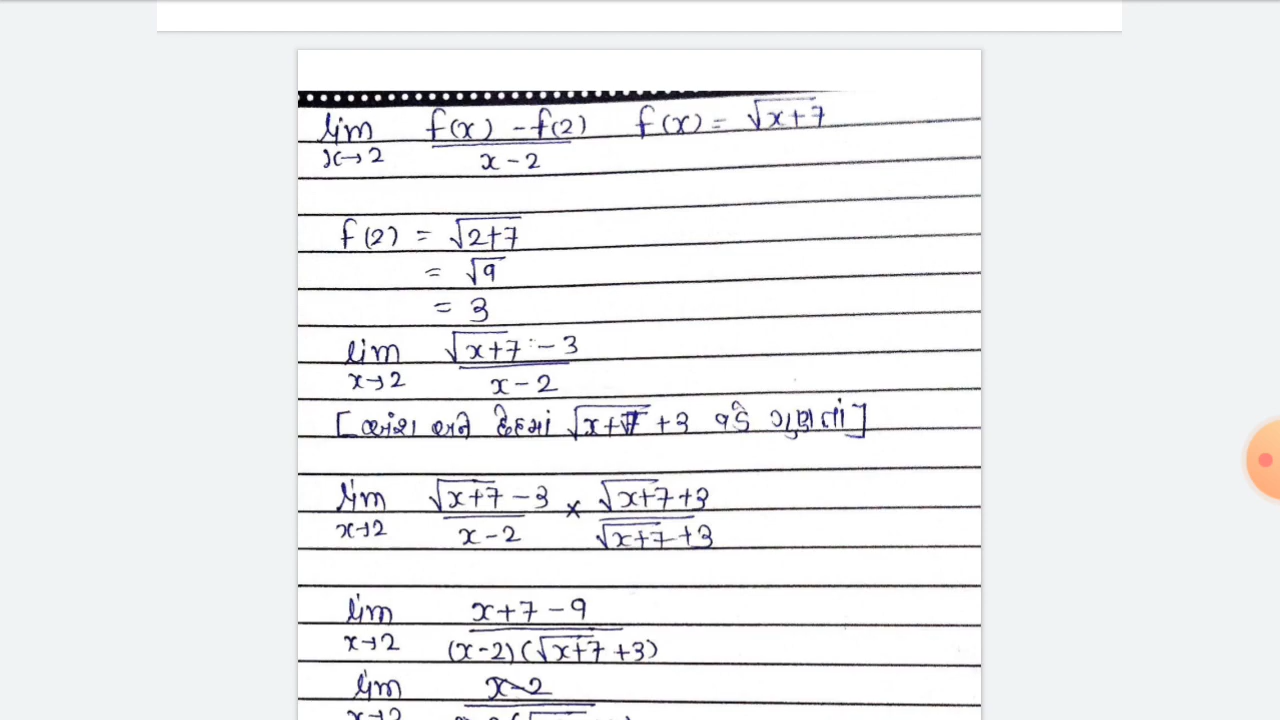 lim f(x) - f(2) f(x) = √x+7
x→2 x-2
f(2) = √2+7
= √9
= 3
lim √x+7 - 3
x→2 x-2
[અંશ અને છેદમાં √x+7 +3 વડે ગુણતાં]
lim √x+7 - 3 × √x+7 +3
x→2 x-2 √x+7 +3
lim x+7-9
x→2 (x-2)(√x+7 +3)
lim x-2
x→2